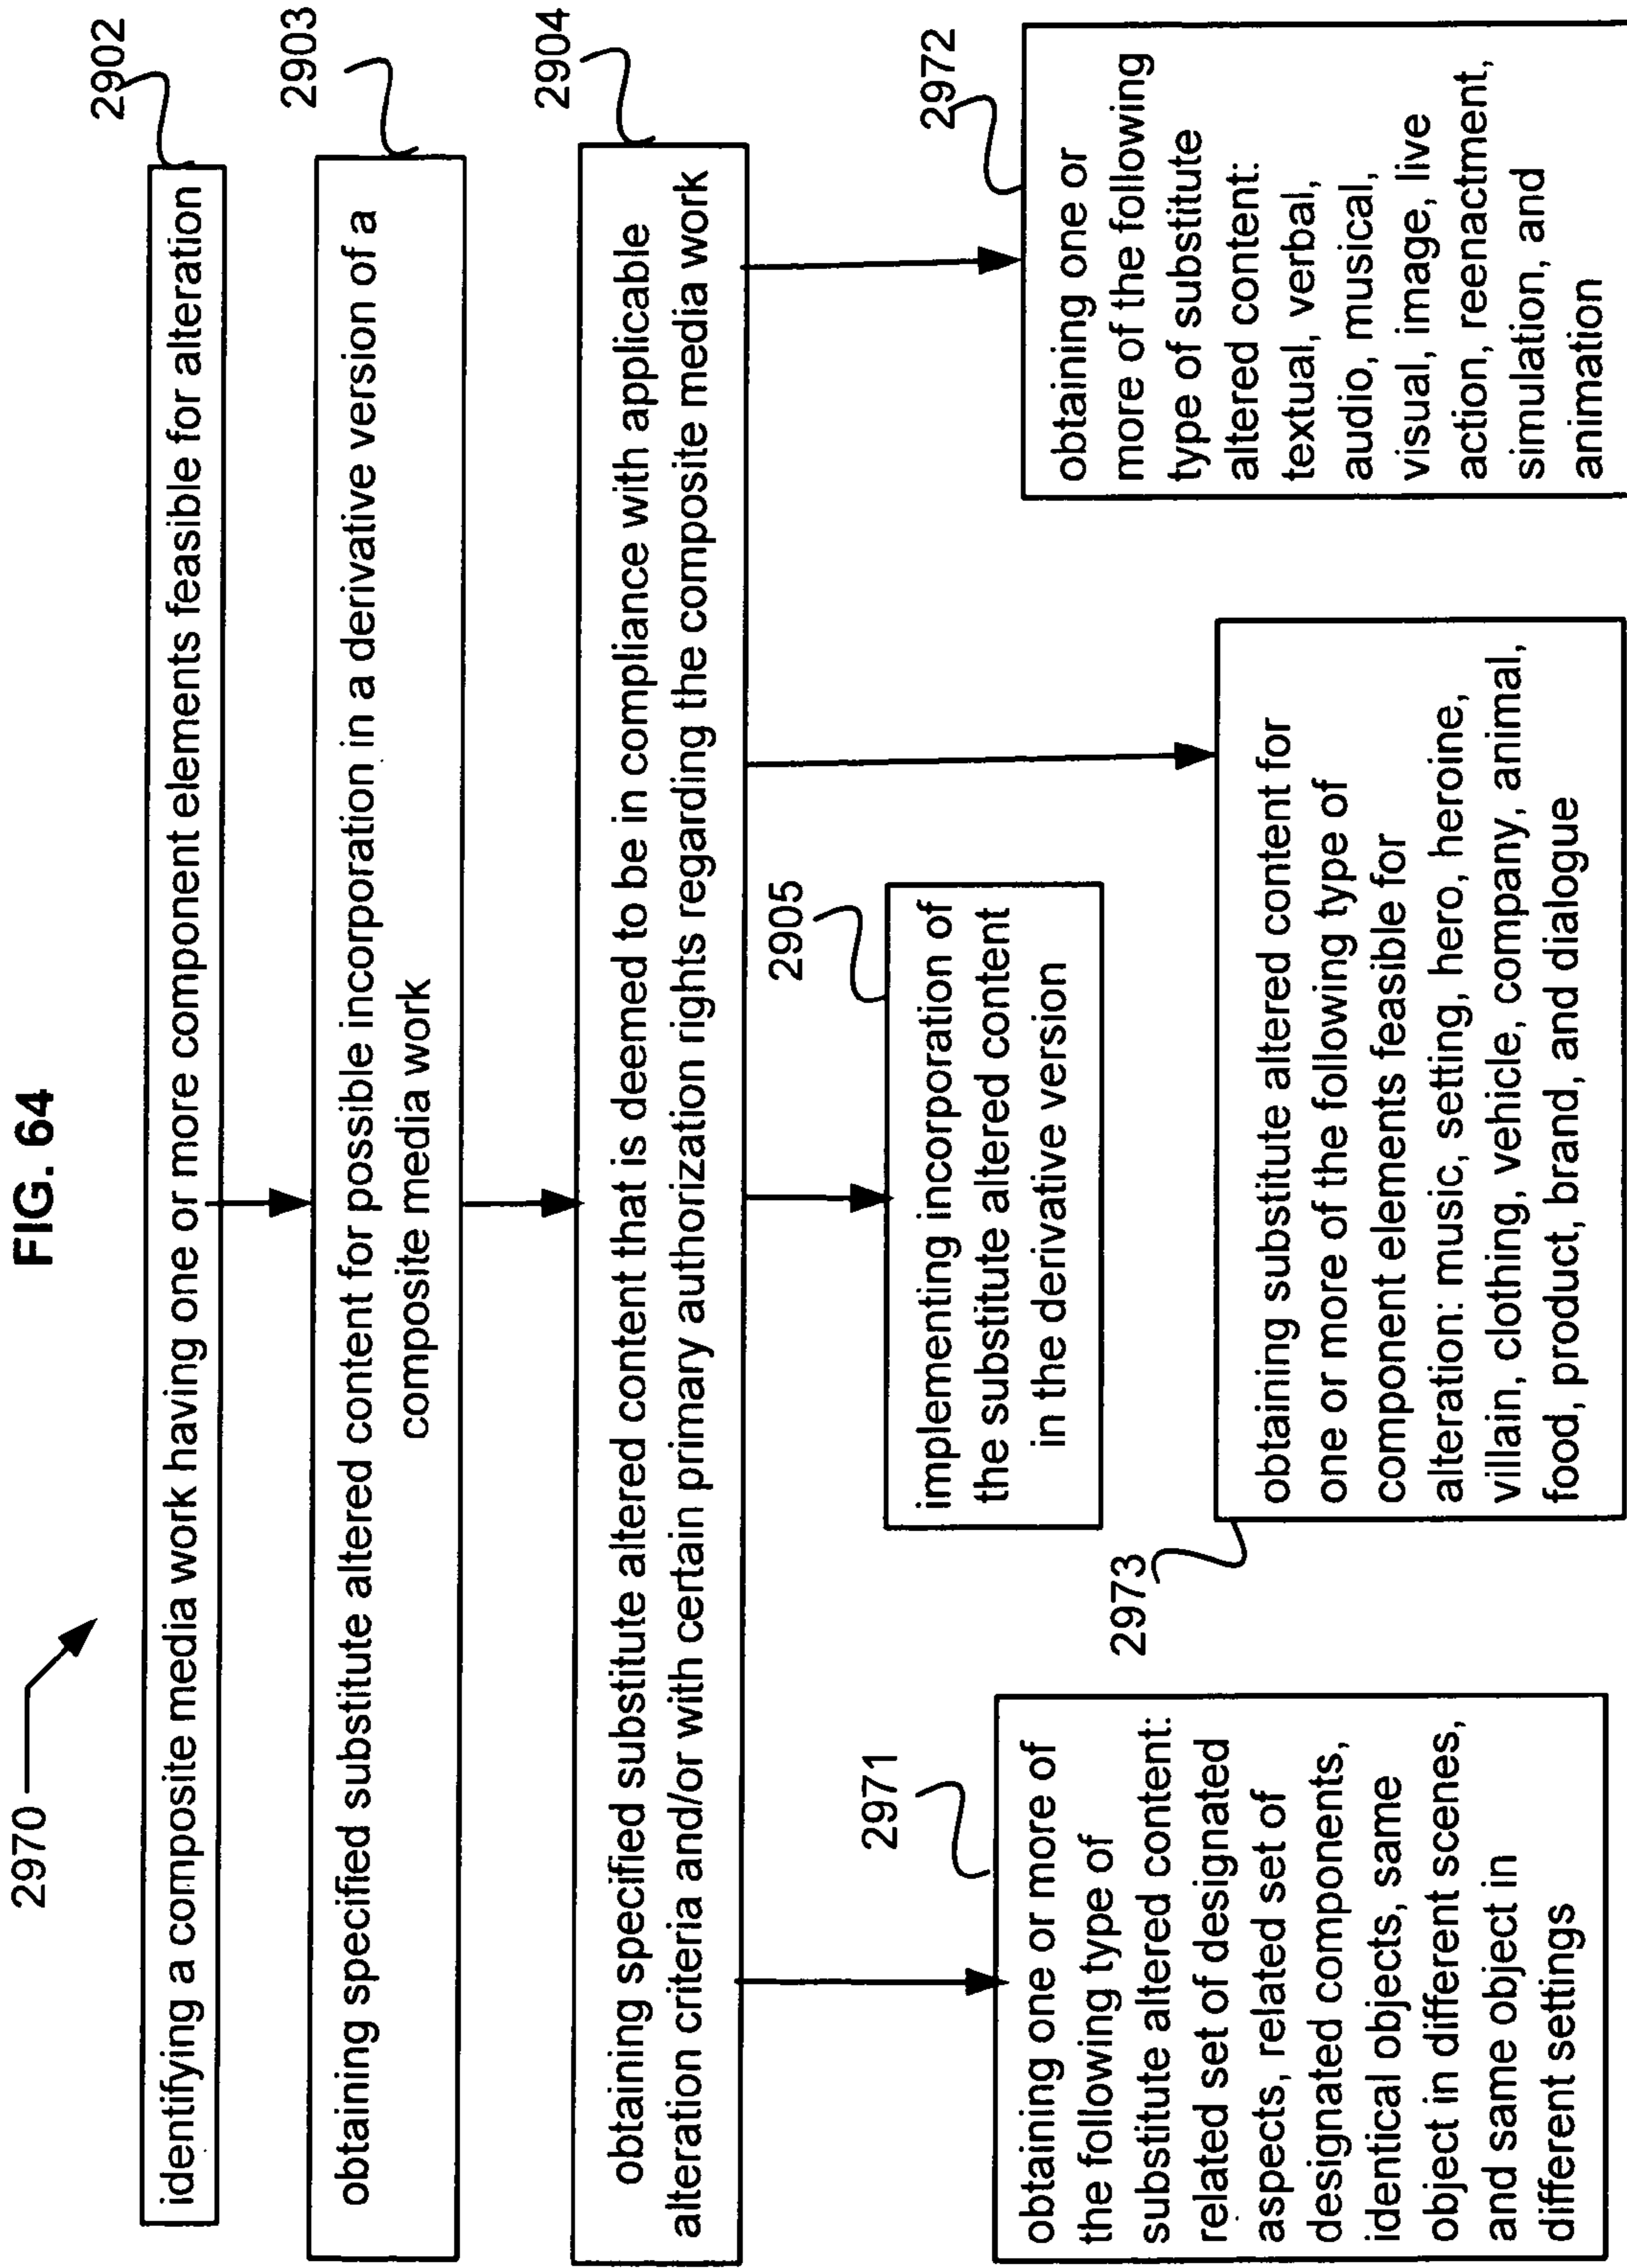 FIG. 64
2970
2902
identifying a composite media work having one or more component elements feasible for alteration
2903
obtaining specified substitute altered content for possible incorporation in a derivative version of a
composite media work
2904
obtaining specified substitute altered content that is deemed to be in compliance with applicable
alteration criteria and/or with certain primary authorization rights regarding the composite media work
2971
obtaining one or more of
the following type of
substitute altered content:
related set of designated
aspects, related set of
designated components,
identical objects, same
object in different scenes,
and same object in
different settings
2905
implementing incorporation of
the substitute altered content
in the derivative version
2973
obtaining substitute altered content for
one or more of the following type of
component elements feasible for
alteration: music, setting, hero, heroine,
villain, clothing, vehicle, company, animal,
food, product, brand, and dialogue
2972
obtaining one or
more of the following
type of substitute
altered content:
textual, verbal,
audio, musical,
visual, image, live
action, reenactment,
simulation, and
animation